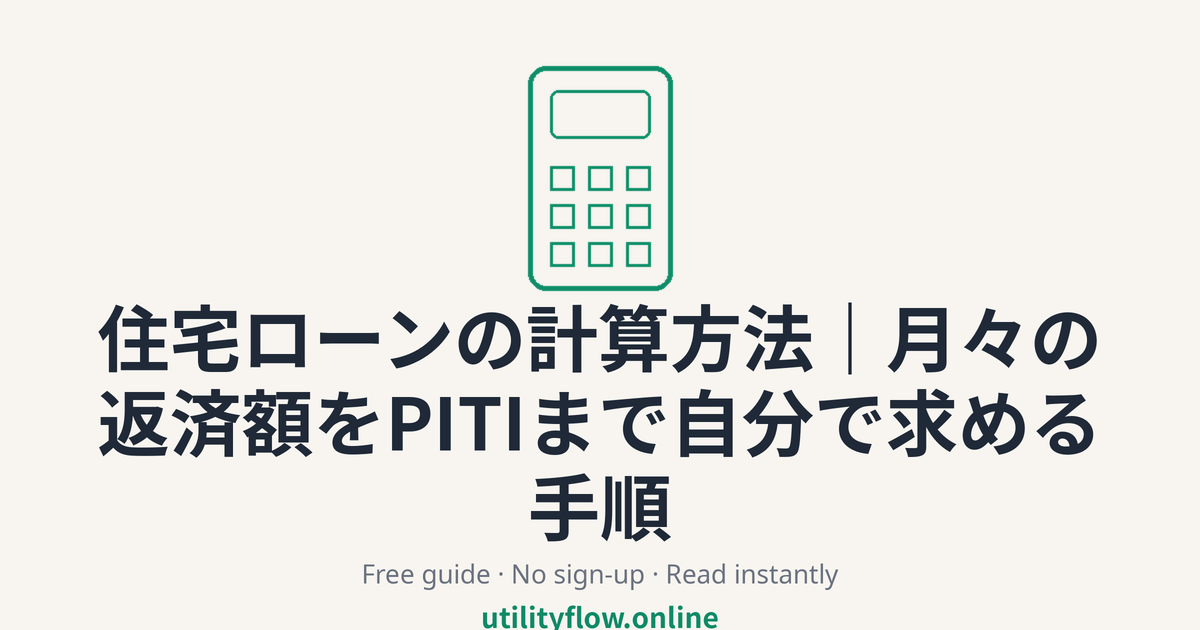 住宅ローンの計算方法｜月々の
返済額をPITIまで自分で求める
手順
Free guide · No sign-up · Read instantly
utilityflow.online